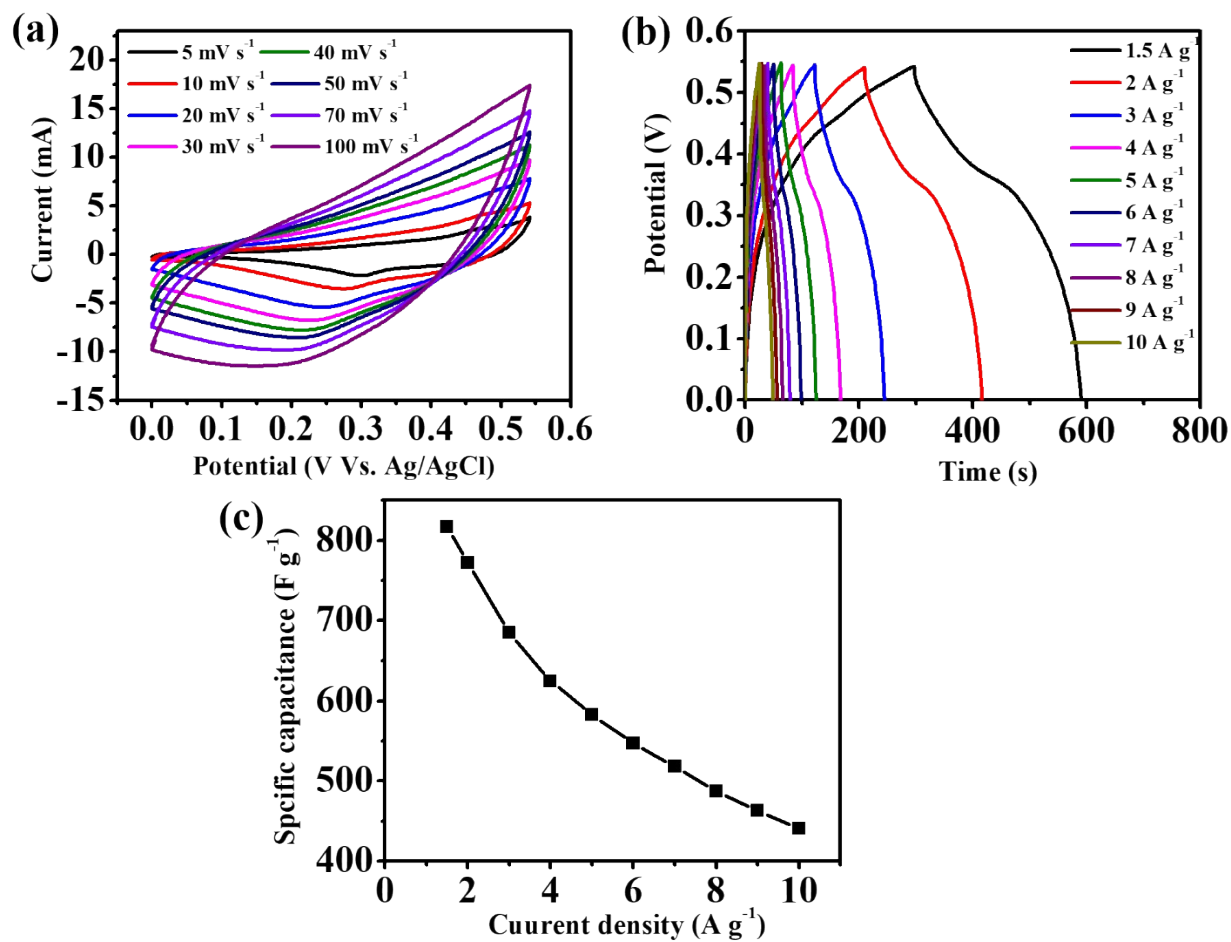 (a)
5 mV s-1 40 mV s-1
10 mV s-1 50 mV s-1
20 mV s-1 70 mV s-1
30 mV s-1 100 mV s-1
20
15
10
5
0
-5
-10
-15
Current (mA)
0.0 0.1 0.2 0.3 0.4 0.5 0.6
Potential (V Vs. Ag/AgCl)
(b)
1.5 A g-1
2 A g-1
3 A g-1
4 A g-1
5 A g-1
6 A g-1
7 A g-1
8 A g-1
9 A g-1
10 A g-1
0.6
0.5
0.4
0.3
0.2
0.1
0.0
Potential (V)
0 200 400 600 800
Time (s)
(c)
800
700
600
500
400
Spcific capacitance (F g-1)
2 4 6 8 10
Cuurent density (A g-1)